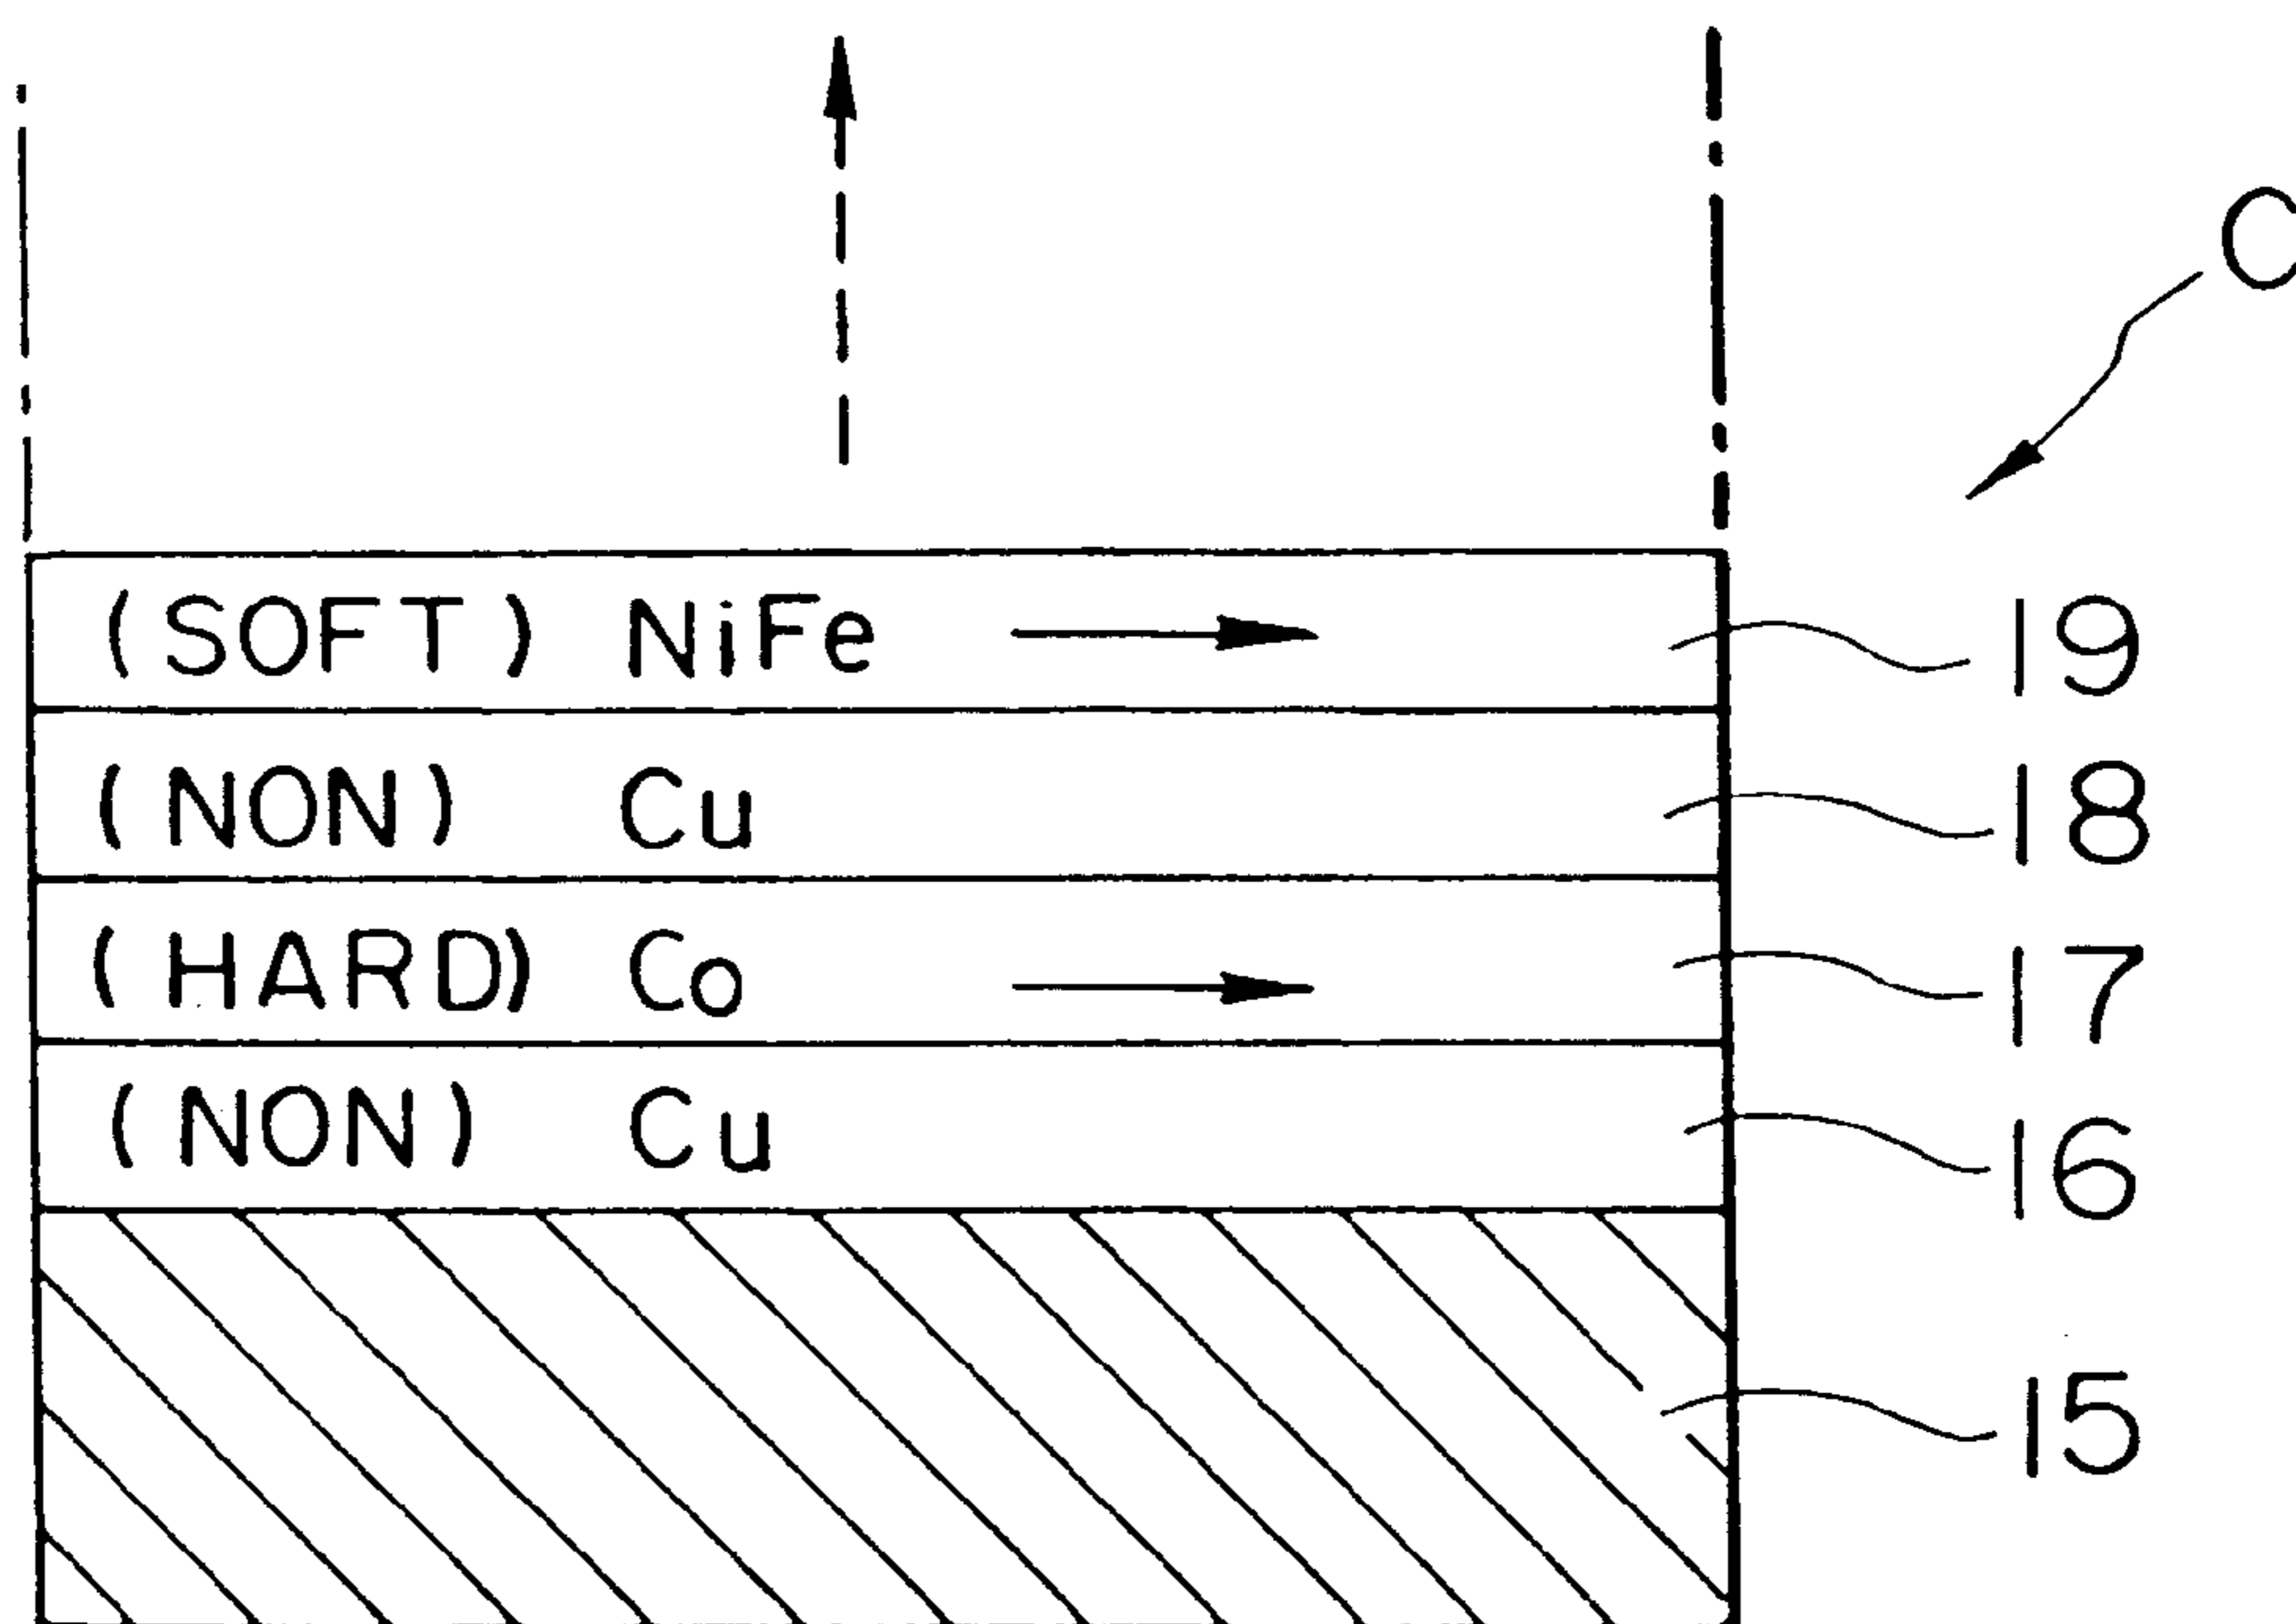 C
(SOFT) NiFe 19
(NON) Cu 18
(HARD) Co 17
(NON) Cu 16
15